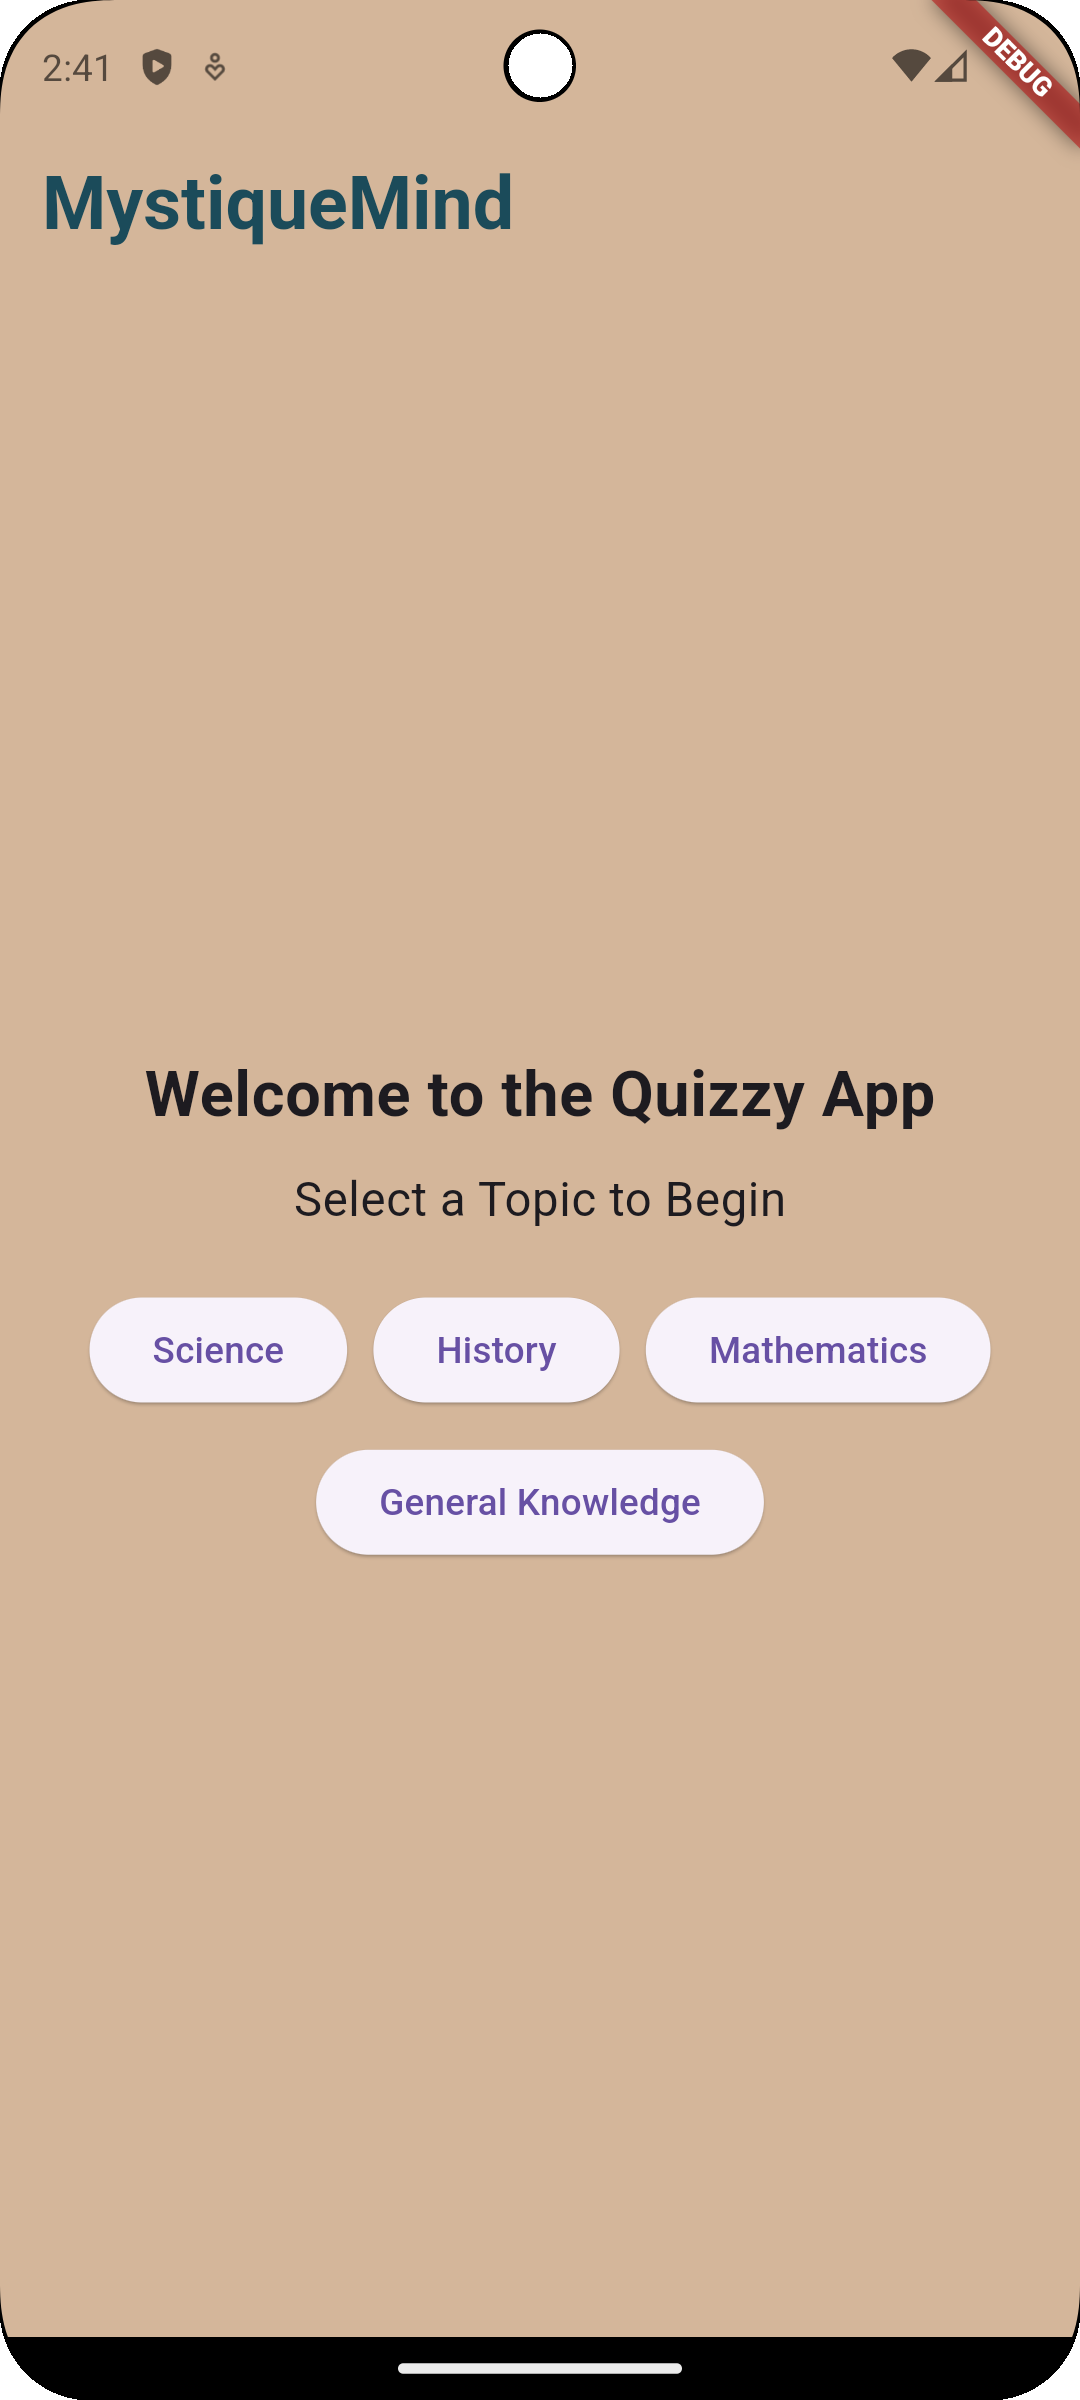 2:41
DEBUG
MystiqueMind
Welcome to the Quizzy App
Select a Topic to Begin
Science History Mathematics
General Knowledge